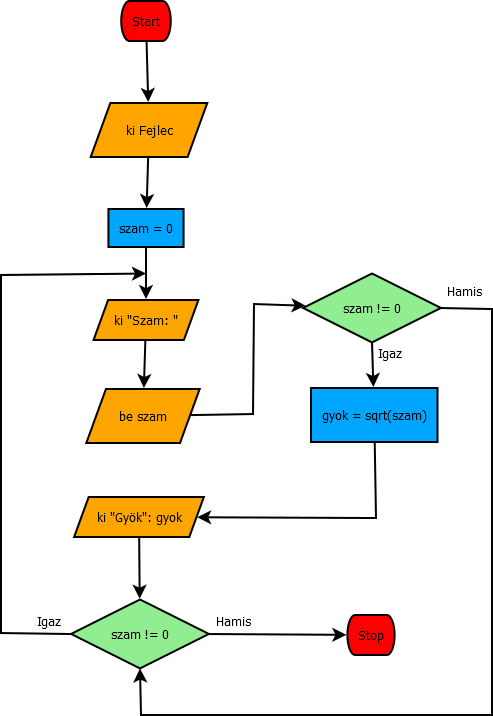 Start
ki Fejlec
szam = 0
ki "Szam: "
be szam
szam != 0
Hamis
Igaz
gyok = sqrt(szam)
ki "Gyök": gyok
szam != 0
Igaz
Hamis
Stop